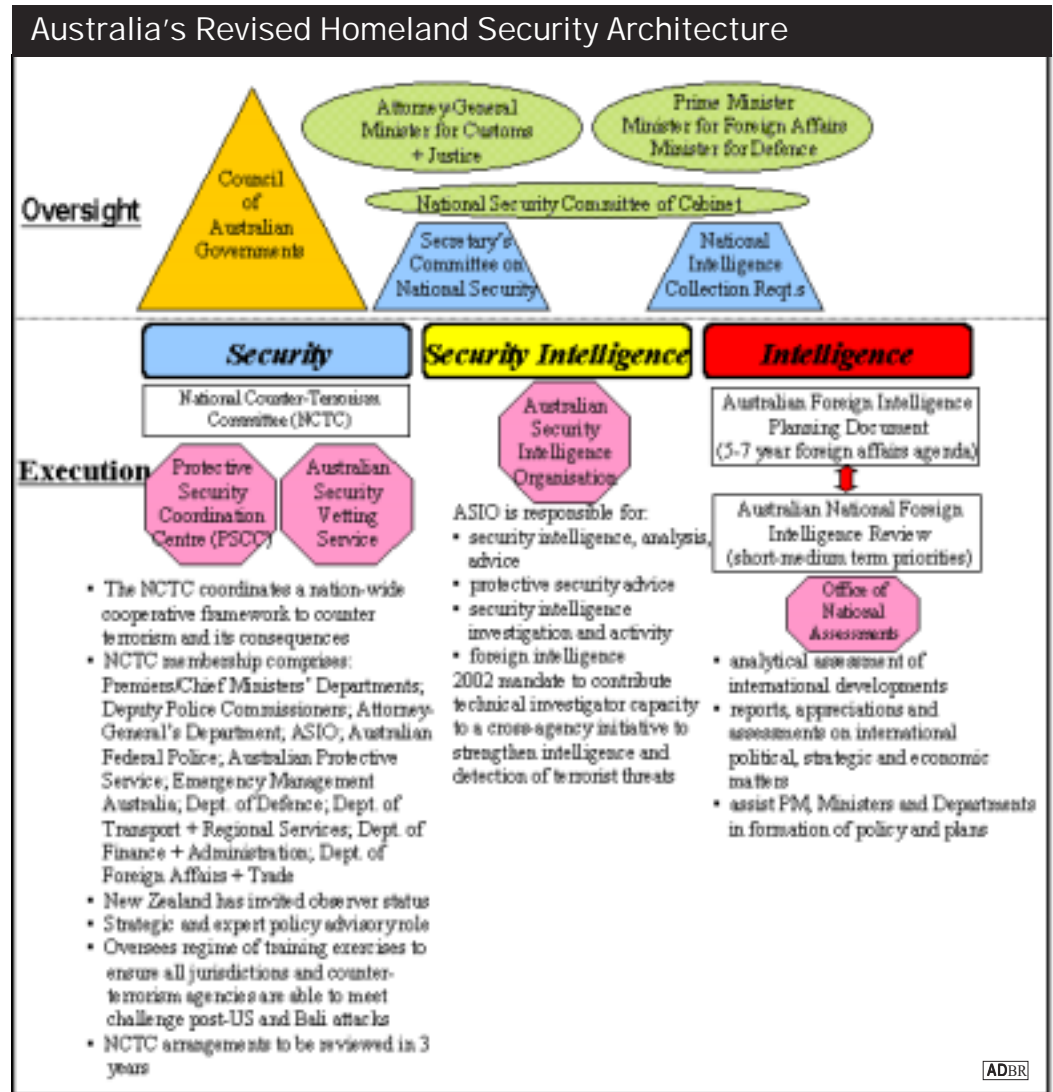 Australia's Revised Homeland Security Architecture
Oversight
Council
of
Australian
Governments
Attorney-General
Minister for Customs
+ Justice
Prime Minister
Minister for Foreign Affairs
Minister for Defence
National Security Committee of Cabinet
Secretary's
Committee on
National Security
National
Intelligence
Collection Reqt.s
Execution
Security
National Counter-Terrorism
Committee (NCTC)
Protective
Security
Coordination
Centre (PSCC)
Australian
Security
Vetting
Service
• The NCTC coordinates a nation-wide
cooperative framework to counter
terrorism and its consequences
• NCTC membership comprises:
Premiers/Chief Ministers' Departments;
Deputy Police Commissioners; Attorney-
General's Department; ASIO; Australian
Federal Police; Australian Protective
Service; Emergency Management
Australia; Dept. of Defence; Dept. of
Transport + Regional Services; Dept. of
Finance + Administration; Dept. of
Foreign Affairs + Trade
• New Zealand has invited observer status
• Strategic and expert policy advisory role
• Oversees regime of training exercises to
ensure all jurisdictions and counter-
terrorism agencies are able to meet
challenge post-US and Bali attacks
• NCTC arrangements to be reviewed in 3
years
Security Intelligence
Australian
Security
Intelligence
Organisation
ASIO is responsible for:
• security intelligence, analysis,
advice
• protective security advice
• security intelligence
investigation and activity
• foreign intelligence
2002 mandate to contribute
technical investigator capacity
to a cross-agency initiative to
strengthen intelligence and
detection of terrorist threats
Intelligence
Australian Foreign Intelligence
Planning Document
(5-7 year foreign affairs agenda)
Australian National Foreign
Intelligence Review
(short-medium term priorities)
Office of
National
Assessments
• analytical assessment of
international developments
• reports, appreciations and
assessments on international
political, strategic and economic
matters
• assist PM, Ministers and Departments
in formation of policy and plans
ADBR